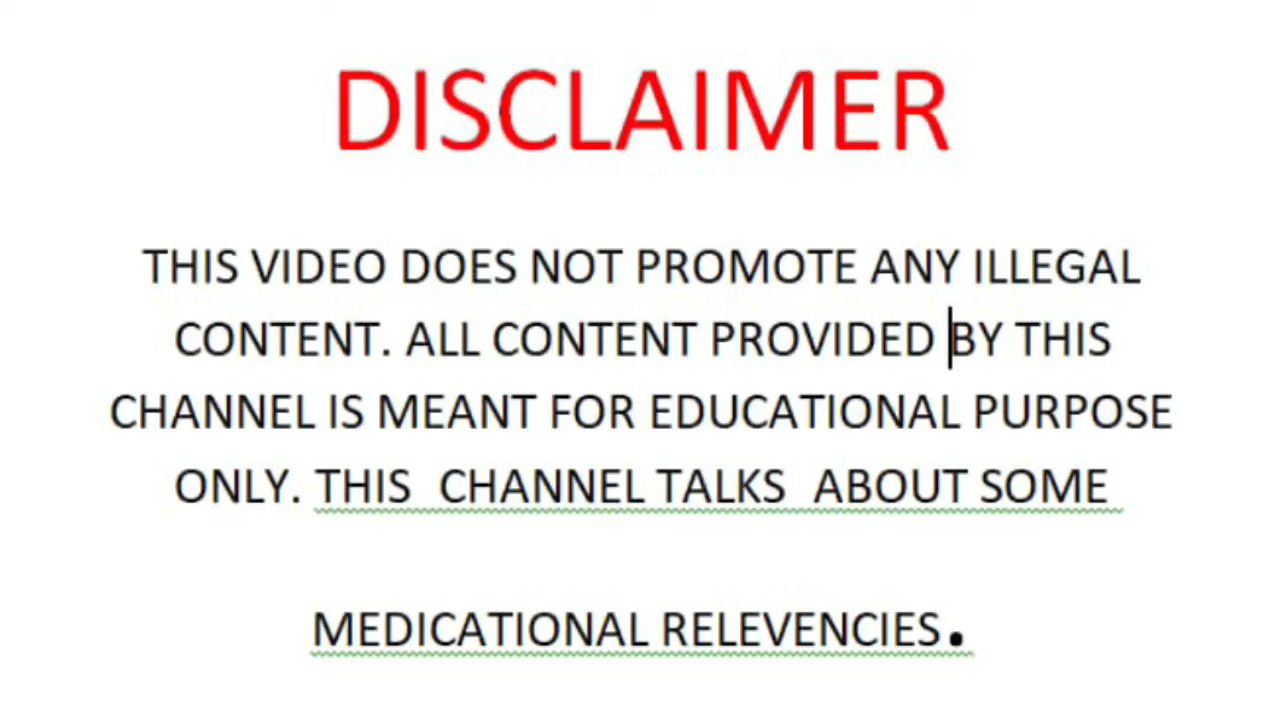 DISCLAIMER
THIS VIDEO DOES NOT PROMOTE ANY ILLEGAL
CONTENT. ALL CONTENT PROVIDED BY THIS
CHANNEL IS MEANT FOR EDUCATIONAL PURPOSE
ONLY. THIS CHANNEL TALKS ABOUT SOME
MEDICATIONAL RELEVENCIES.